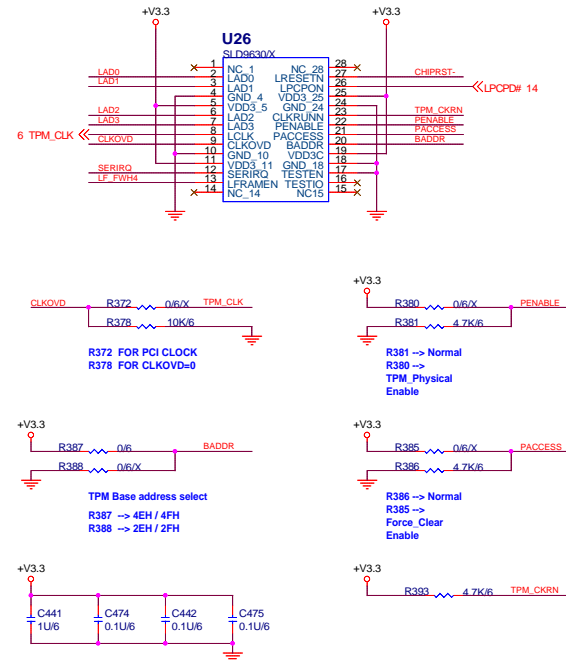 +V3.3 +V3.3
U26
SLD9630/X
1 NC_1 NC_28 28
LAD0 2 LAD0 LRESETN 27 CHIPRST-
LAD1 3 LAD1 LPCPON 26 LPCPD# 14
4 GND_4 VDD3_25 25
5 VDD3_5 GND_24 24
LAD2 6 LAD2 CLKRUNN 23 TPM_CKRN
LAD3 7 LAD3 PENABLE 22 PENABLE
6 TPM_CLK 8 LCLK PACCESS 21 PACCESS
CLKOVD 9 CLKOVD BADDR 20 BADDR
10 GND_10 VDD3C 19
11 VDD3_11 GND_18 18
SERIRQ 12 SERIRQ TESTEN 17
LF_FWH4 13 LFRAMEN TESTIO 16
14 NC_14 NC15 15
CLKOVD R372 0/6/X TPM_CLK
R378 10K/6
R372 FOR PCI CLOCK
R378 FOR CLKOVD=0
+V3.3
R380 0/6/X PENABLE
R381 4.7K/6
R381 --> Normal
R380 -->
TPM_Physical
Enable
+V3.3
R387 0/6 BADDR
R388 0/6/X
TPM Base address select
R387 --> 4EH / 4FH
R388 --> 2EH / 2FH
+V3.3
R385 0/6/X PACCESS
R386 4.7K/6
R386 --> Normal
R385 -->
Force_Clear
Enable
+V3.3
C441 C474 C442 C475
1U/6 0.1U/6 0.1U/6 0.1U/6
+V3.3
R393 4.7K/6 TPM_CKRN